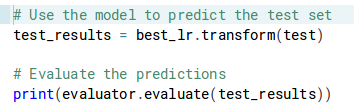 # Use the model to predict the test set
test_results = best_lr.transform(test)
# Evaluate the predictions
print(evaluator.evaluate(test_results))